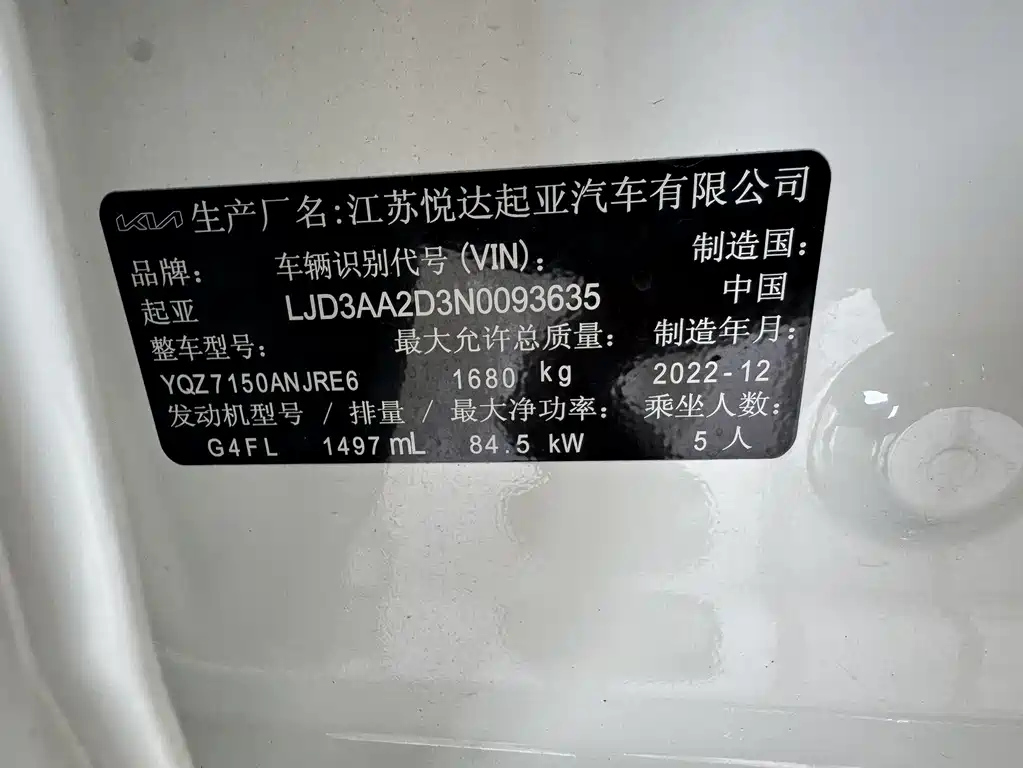 KIA 生产厂名:江苏悦达起亚汽车有限公司
品牌: 车辆识别代号(VIN): 制造国:
起亚 LJD3AA2D3N0093635 中国
整车型号: 最大允许总质量: 制造年月:
YQZ7150ANJRE6 1680 kg 2022-12
发动机型号 / 排量 / 最大净功率: 乘坐人数:
G4FL 1497 mL 84.5 kW 5 人